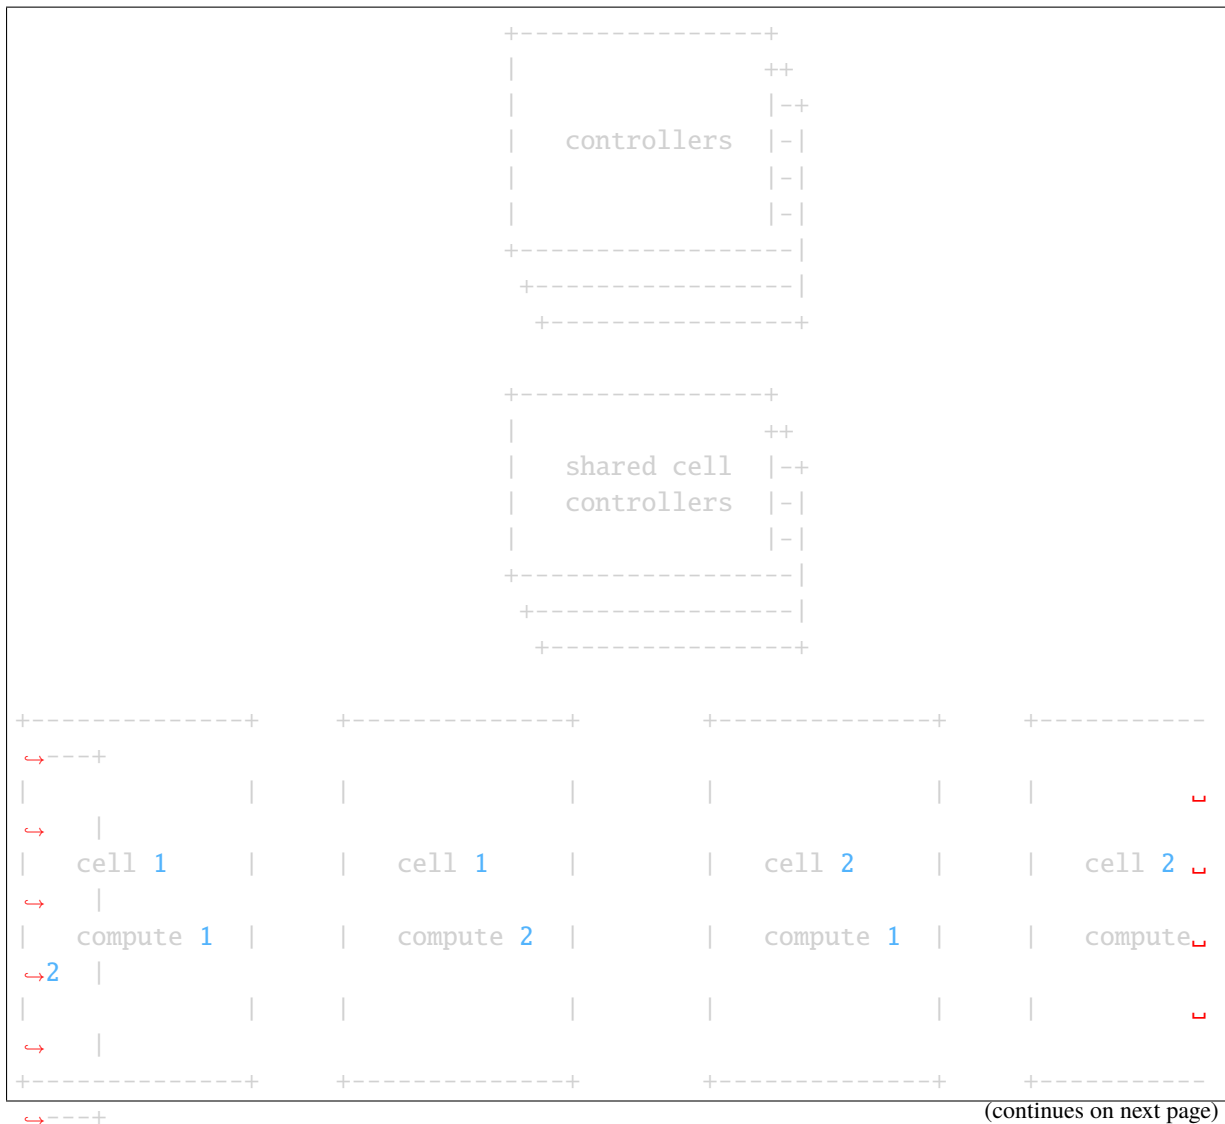 +-----------------+
                                |                 ++
                                |                 |-+
                                |   controllers   |-|
                                |                 |-|
                                |                 |-|
                                +------------------|
                                 +-----------------|
                                  +----------------+

                                +-----------------+
                                |                 ++
                                |   shared cell   |-+
                                |   controllers   |-|
                                |                 |-|
                                +------------------|
                                 +-----------------|
                                  +-----------------+

+---------------+     +---------------+        +---------------+     +------------
↪----+
|               |     |               |        |               |     |          ␣
↪    |
|   cell 1      |     |   cell 1      |        |   cell 2      |     |   cell 2 ␣
↪    |
|   compute 1   |     |   compute 2   |        |   compute 1   |     |   compute␣
↪2   |
|               |     |               |        |               |     |          ␣
↪    |
+---------------+     +---------------+        +---------------+     +------------
(continues on next page)
↪----+